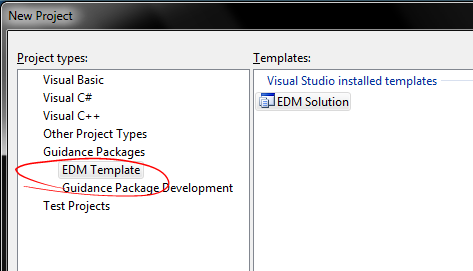 New Project
Project types:
Templates:
Visual Basic
Visual C#
Visual C++
Other Project Types
Guidance Packages
EDM Template
Guidance Package Development
Test Projects
Visual Studio installed templates
EDM Solution